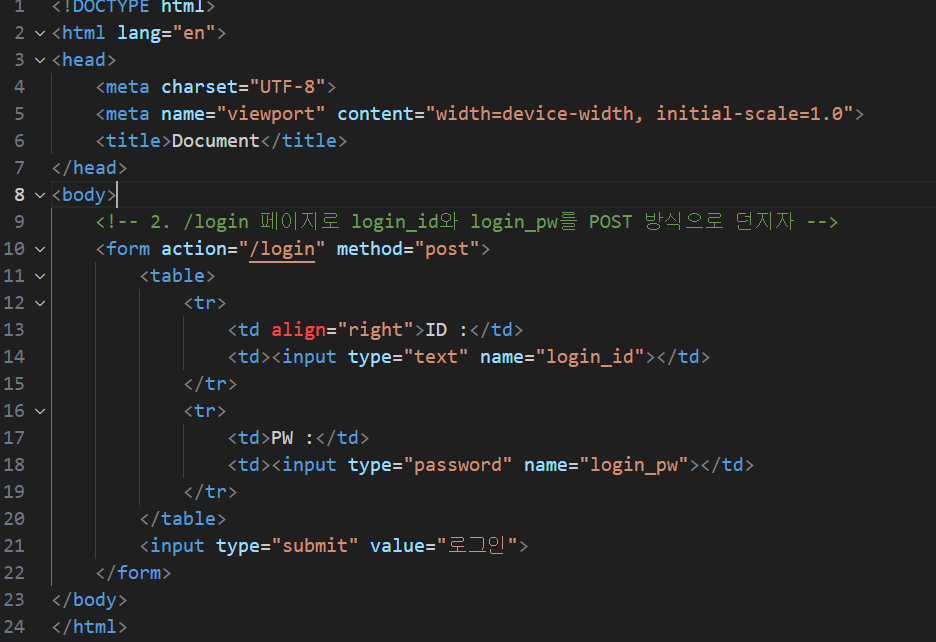 1 <!DOCTYPE html>
2 <html lang="en">
3 <head>
4 <meta charset="UTF-8">
5 <meta name="viewport" content="width=device-width, initial-scale=1.0">
6 <title>Document</title>
7 </head>
8 <body>
9 <!-- 2. /login 페이지로 login_id와 login_pw를 POST 방식으로 던지자 -->
10 <form action="/login" method="post">
11 <table>
12 <tr>
13 <td align="right">ID :</td>
14 <td><input type="text" name="login_id"></td>
15 </tr>
16 <tr>
17 <td>PW :</td>
18 <td><input type="password" name="login_pw"></td>
19 </tr>
20 </table>
21 <input type="submit" value="로그인">
22 </form>
23 </body>
24 </html>